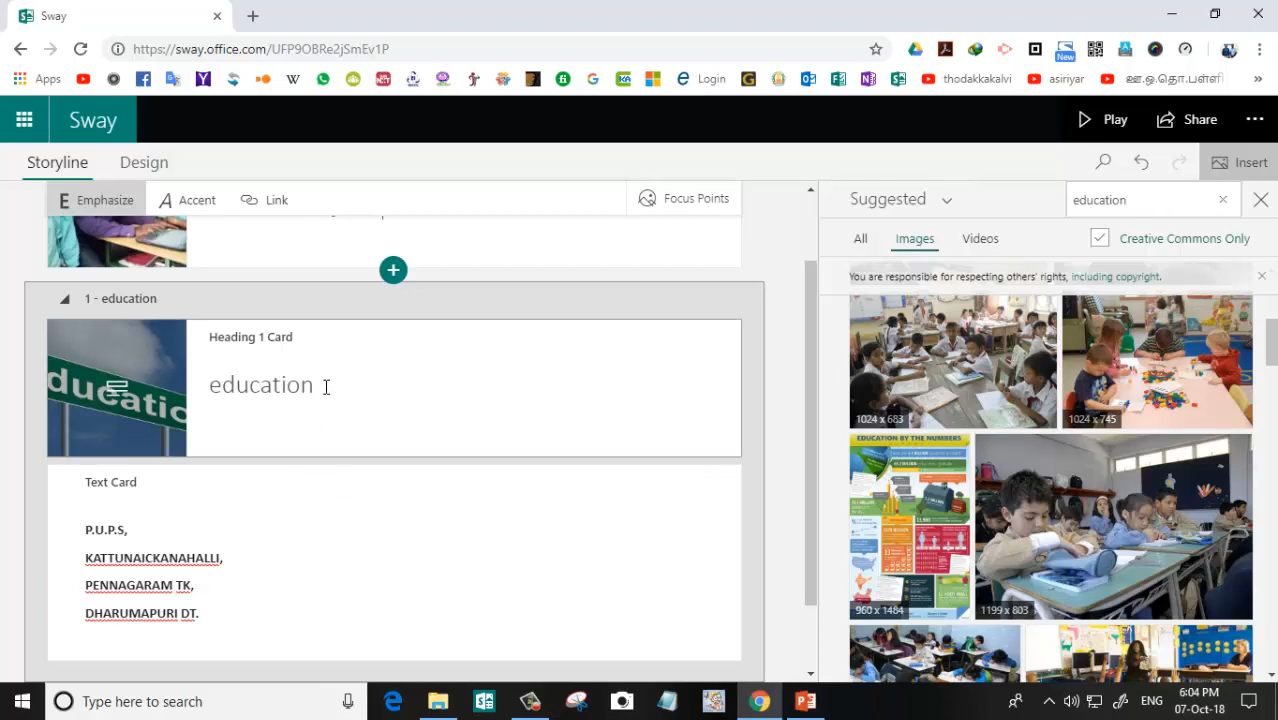 Sway
https://sway.office.com/UFP9OBRe2jSmEv1P
New
Apps
Login
thodakkakalvi
asiriyar
ஊ.ஒ.தொ.பள்ளி
»
Sway
Play
Share
Storyline
Design
Insert
E Emphasize
A Accent
Link
Focus Points
Suggested
education
All
Images
Videos
Creative Commons Only
You are responsible for respecting others' rights, including copyright.
1 - education
Heading 1 Card
education
ducatio
Text Card
P.U.P.S,
KATTUNAICKANAHALLI,
PENNAGARAM TK,
DHARUMAPURI DT.
1024 x 683
1024 x 745
EDUCATION BY THE NUMBERS
960 x 1484
1199 x 803
Type here to search
ENG
6:04 PM
07-Oct-18